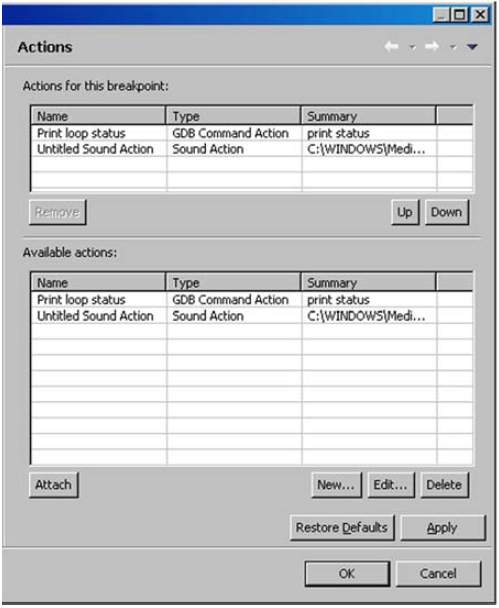 Actions
Actions for this breakpoint:
Name Type Summary
Print loop status GDB Command Action print status
Untitled Sound Action Sound Action C:\WINDOWS\Medi...
Remove Up Down
Available actions:
Name Type Summary
Print loop status GDB Command Action print status
Untitled Sound Action Sound Action C:\WINDOWS\Medi...
Attach New... Edit... Delete
Restore Defaults Apply
OK Cancel